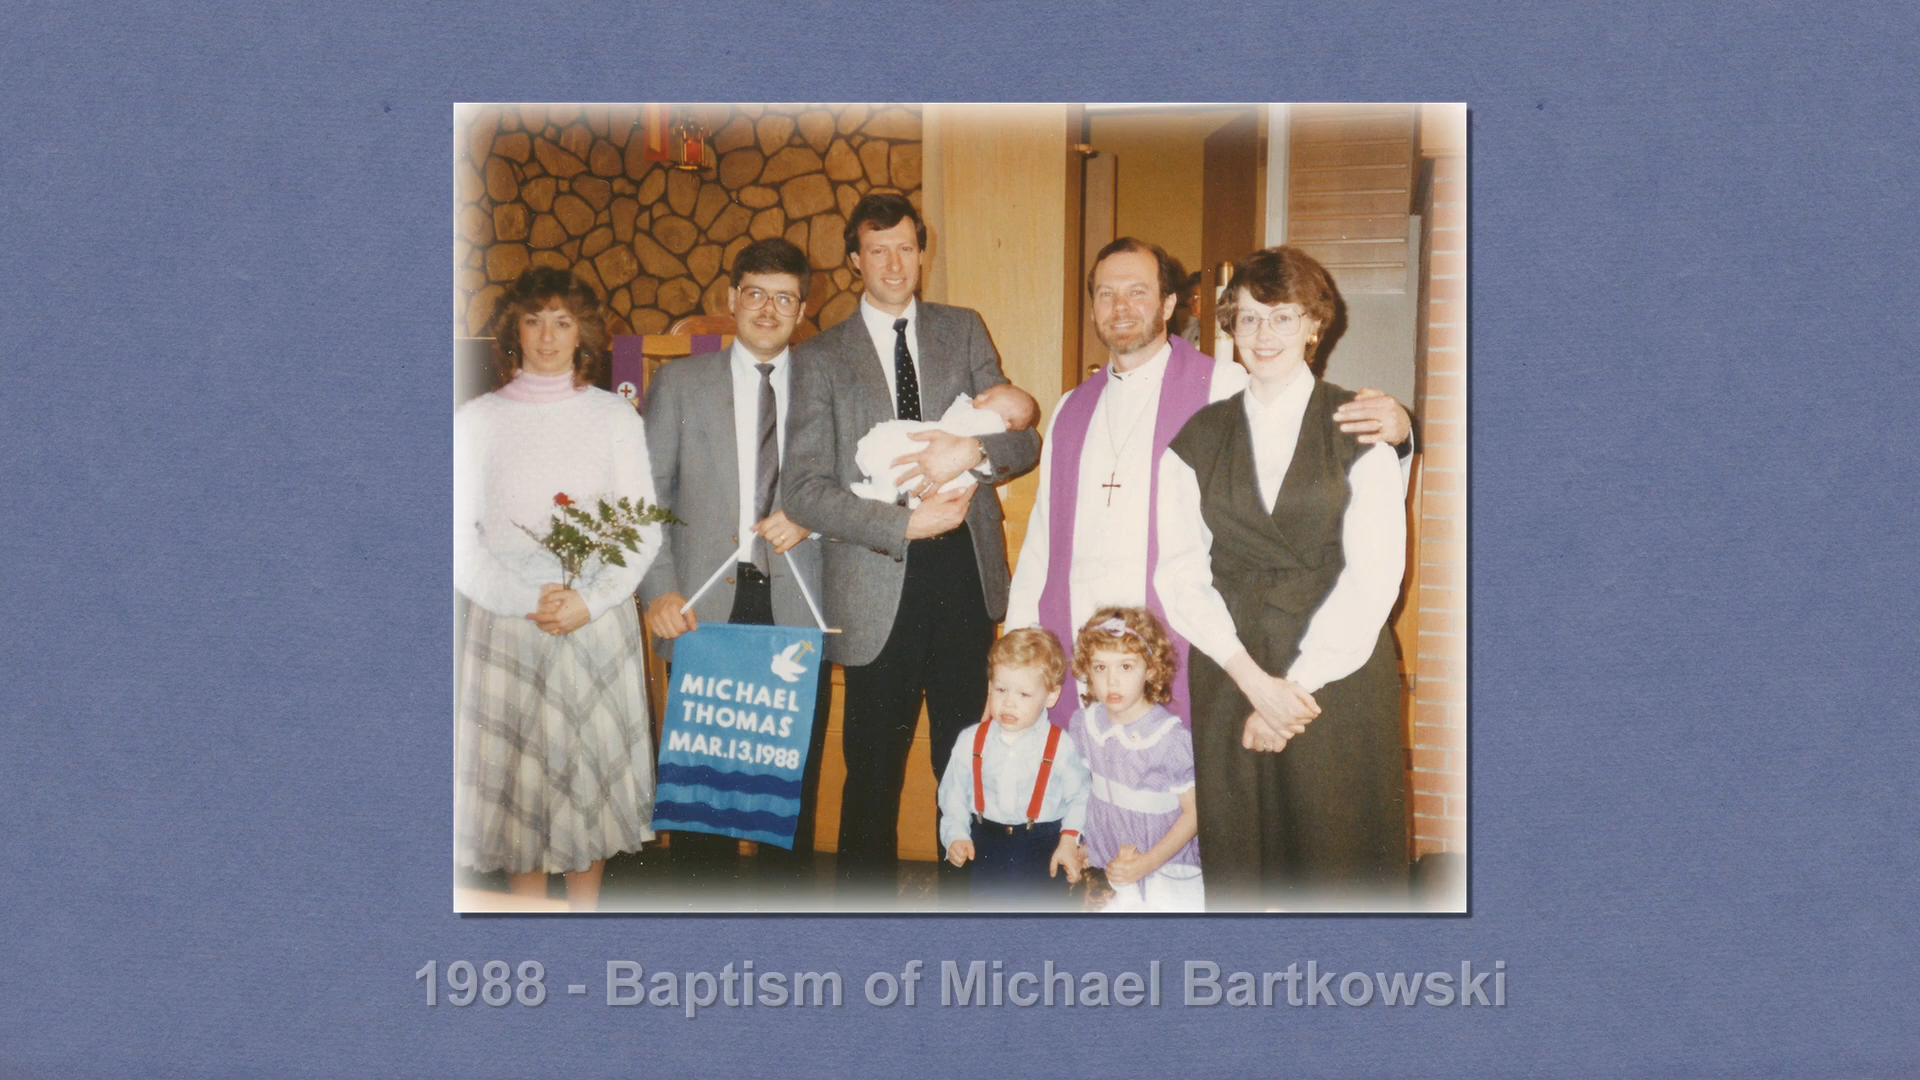 MICHAEL
THOMAS
MAR.13,1988
1988 - Baptism of Michael Bartkowski